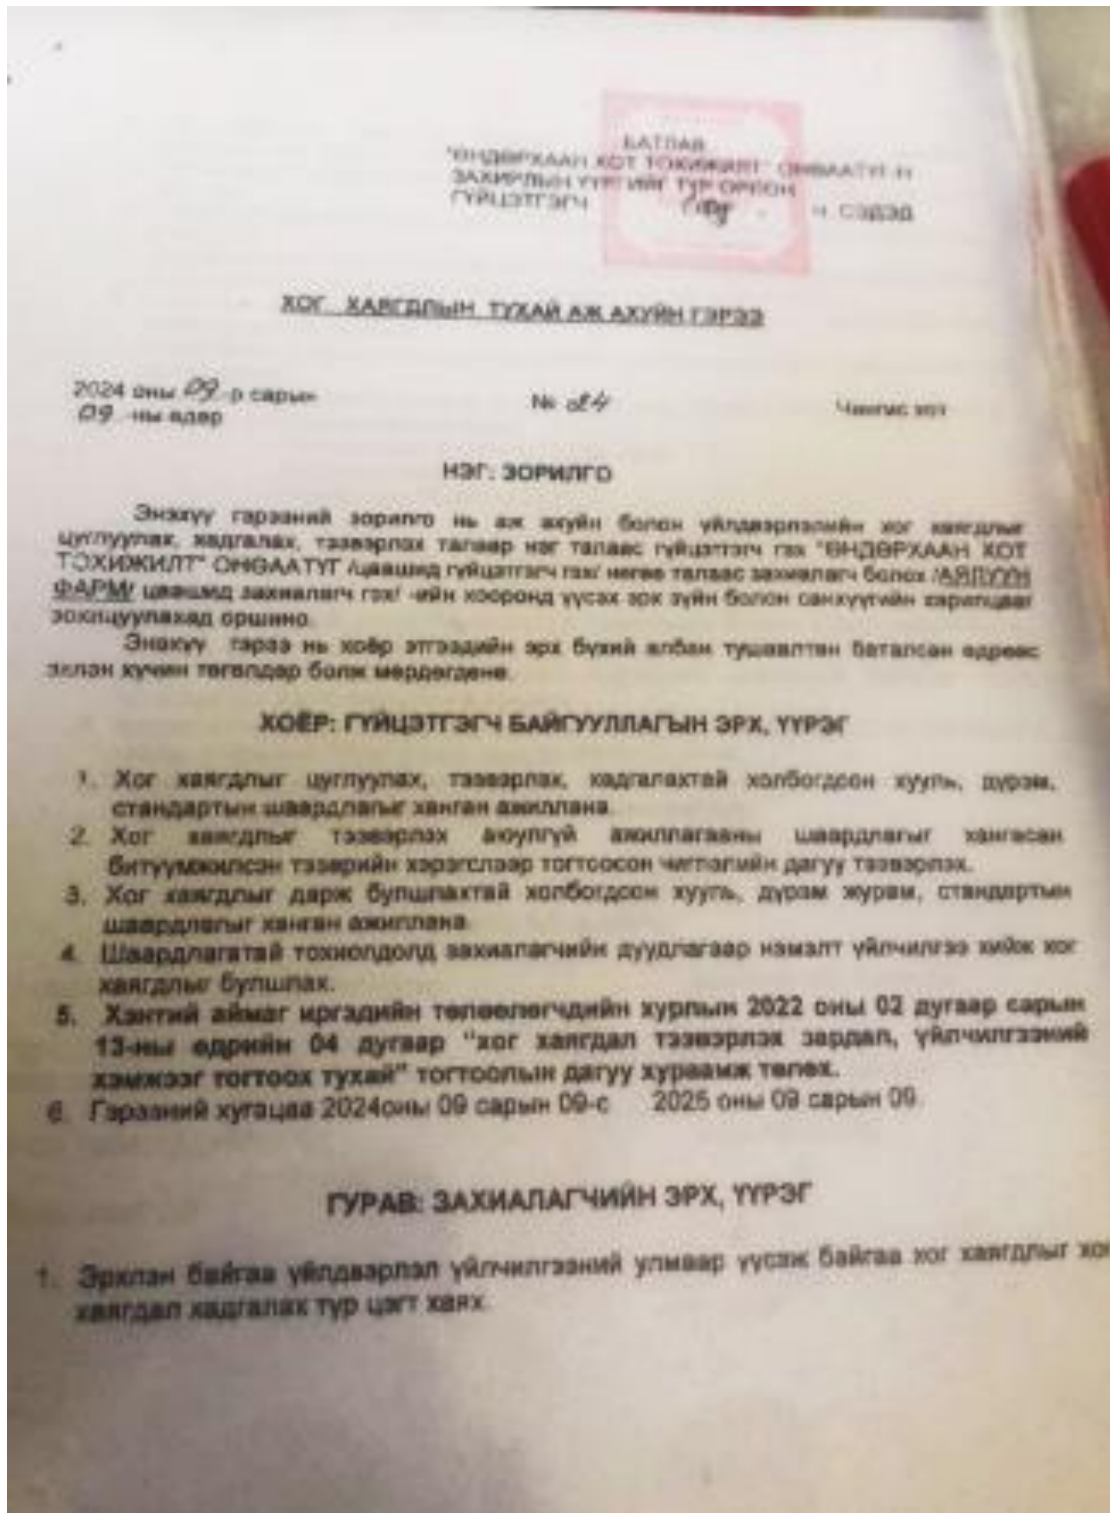 БАТЛАВ
"ӨНДӨРХААН ХОТ ТОХИЖИЛТ" ОНӨААТҮГ-Н
ЗАХИРЛЫН ҮҮРГИЙГ ТҮР ОРЛОН
ГҮЙЦЭТГЭГЧ Ч. СЭДЭД
ХОГ ХАЯГДЛЫН ТУХАЙ АЖ АХУЙН ГЭРЭЭ
2024 оны 09-р сарын
09-ны өдөр
№ 24
Чингис хот
НЭГ: ЗОРИЛГО
Энэхүү гэрээний зорилго нь аж ахуйн болон үйлдвэрлэлийн хог хаягдлыг
цуглуулах, хадгалах, тээвэрлэх талаар нэг талаас гүйцэтгэгч гэх "ӨНДӨРХААН ХОТ
ТОХИЖИЛТ" ОНӨААТҮГ /цаашид гүйцэтгэгч гэх/ нөгөө талаас захиалагч болох /АЯЛУУН
ФАРМ/ цаашид захиалагч гэх/ -ийн хооронд үүсэх эрх зүйн болон санхүүгийн харилцааг
зохицуулахад оршино.
Энэхүү гэрээ нь хоёр этгээдийн эрх бүхий албан тушаалтан баталсан өдрөөс
эхлэн хүчин төгөлдөр болж мөрдөгдөнө.
ХОЁР: ГҮЙЦЭТГЭГЧ БАЙГУУЛЛАГЫН ЭРХ, ҮҮРЭГ
1. Хог хаягдлыг цуглуулах, тээвэрлэх, хадгалахтай холбогдсон хууль, дүрэм,
стандартын шаардлагыг ханган ажиллана.
2. Хог хаягдлыг тээвэрлэх аюулгүй ажиллагааны шаардлагыг хангасан
битүүмжилсэн тээврийн хэрэгслээр тогтоосон чиглэлийн дагуу тээвэрлэх.
3. Хог хаягдлыг дарж булшлахтай холбогдсон хууль, дүрэм журам, стандартын
шаардлагыг ханган ажиллана.
4. Шаардлагатай тохиолдолд захиалагчийн дуудлагаар нэмэлт үйлчилгээ хийж хог
хаягдлыг булшлах.
5. Хэнтий аймаг иргэдийн төлөөлөгчдийн хурлын 2022 оны 02 дугаар сарын
13-ны өдрийн 04 дугаар "хог хаягдал тээвэрлэх зардал, үйлчилгээний
хэмжээг тогтоох тухай" тогтоолын дагуу хураамж төлөх.
6. Гэрээний хугацаа 2024оны 09 сарын 09-с 2025 оны 09 сарын 09.
ГУРАВ: ЗАХИАЛАГЧИЙН ЭРХ, ҮҮРЭГ
1. Эрхлэн байгаа үйлдвэрлэл үйлчилгээний улмаар үүсэж байгаа хог хаягдлыг хог
хаягдал хадгалах түр цэгт хаях.